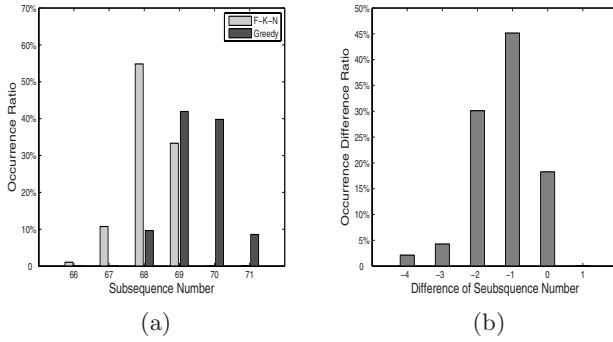 70%
60%
50%
40%
30%
20%
10%
0
Occurrence Ratio
F-K-N
Greedy
66 67 68 69 70 71
Subsequence Number
(a)
50%
45%
40%
35%
30%
25%
20%
15%
10%
5%
0
Occurrence Difference Ratio
−4 −3 −2 −1 0 1
Difference of Seubsquence Number
(b)